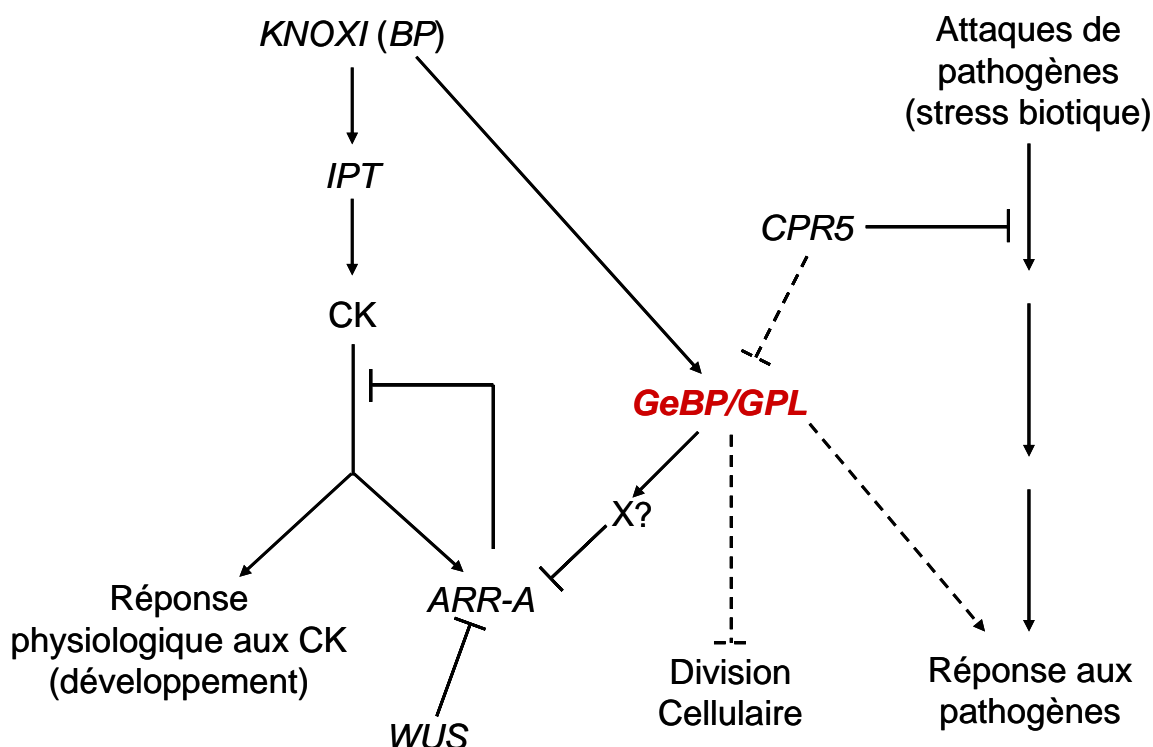 KNOXI (BP)
Attaques de
pathogènes
(stress biotique)
IPT
CPR5
CK
GeBP/GPL
X?
Réponse
physiologique aux CK
(développement)
ARR-A
Division
Cellulaire
Réponse aux
pathogènes
WUS